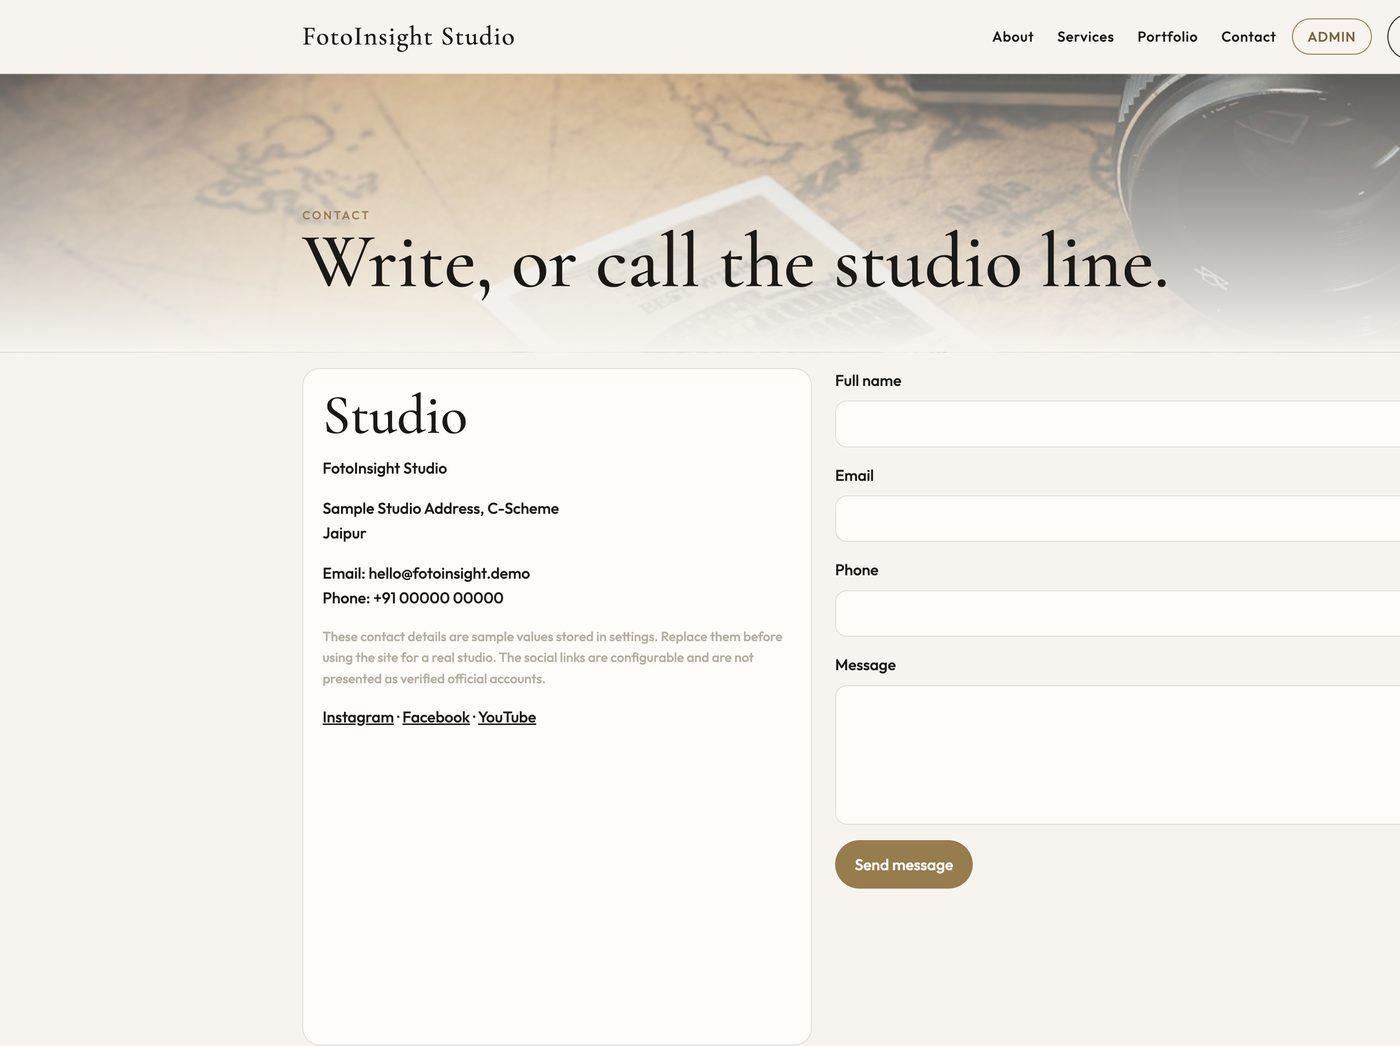 FotoInsight Studio
About Services Portfolio Contact ADMIN
CONTACT
Write, or call the studio line.
Studio
FotoInsight Studio
Sample Studio Address, C-Scheme
Jaipur
Email: hello@fotoinsight.demo
Phone: +91 00000 00000
These contact details are sample values stored in settings. Replace them before
using the site for a real studio. The social links are configurable and are not
presented as verified official accounts.
Instagram · Facebook · YouTube
Full name
Email
Phone
Message
Send message